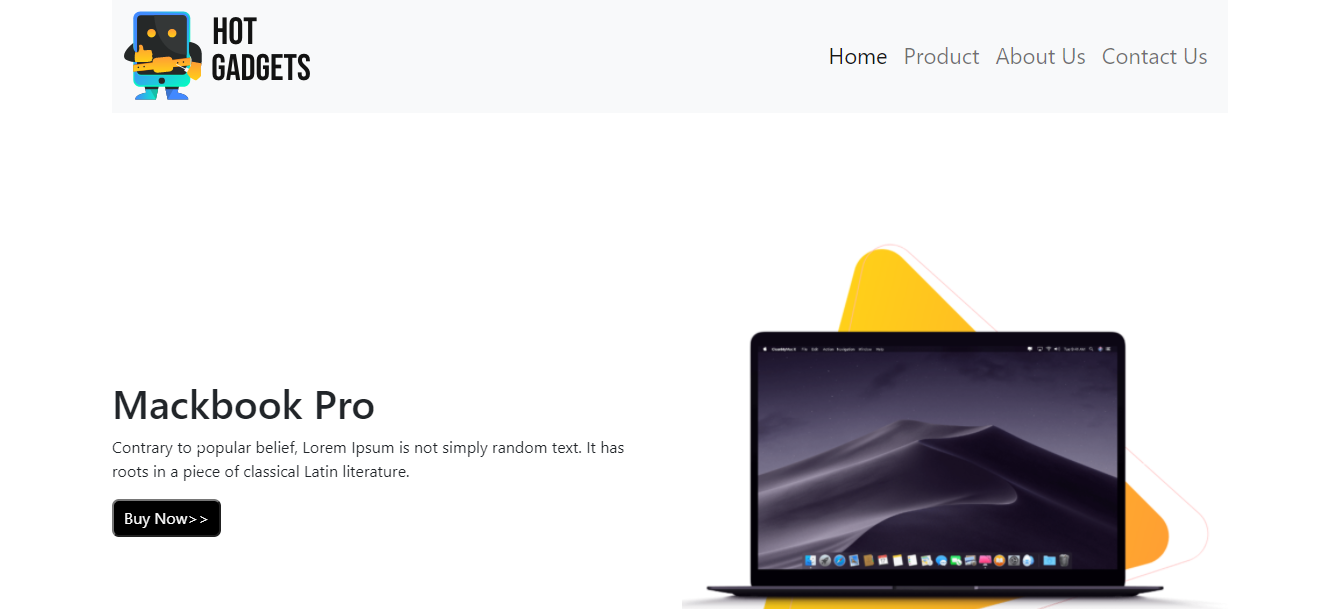 HOT
GADGETS
Home Product About Us Contact Us
Mackbook Pro
Contrary to popular belief, Lorem Ipsum is not simply random text. It has
roots in a piece of classical Latin literature.
Buy Now>>